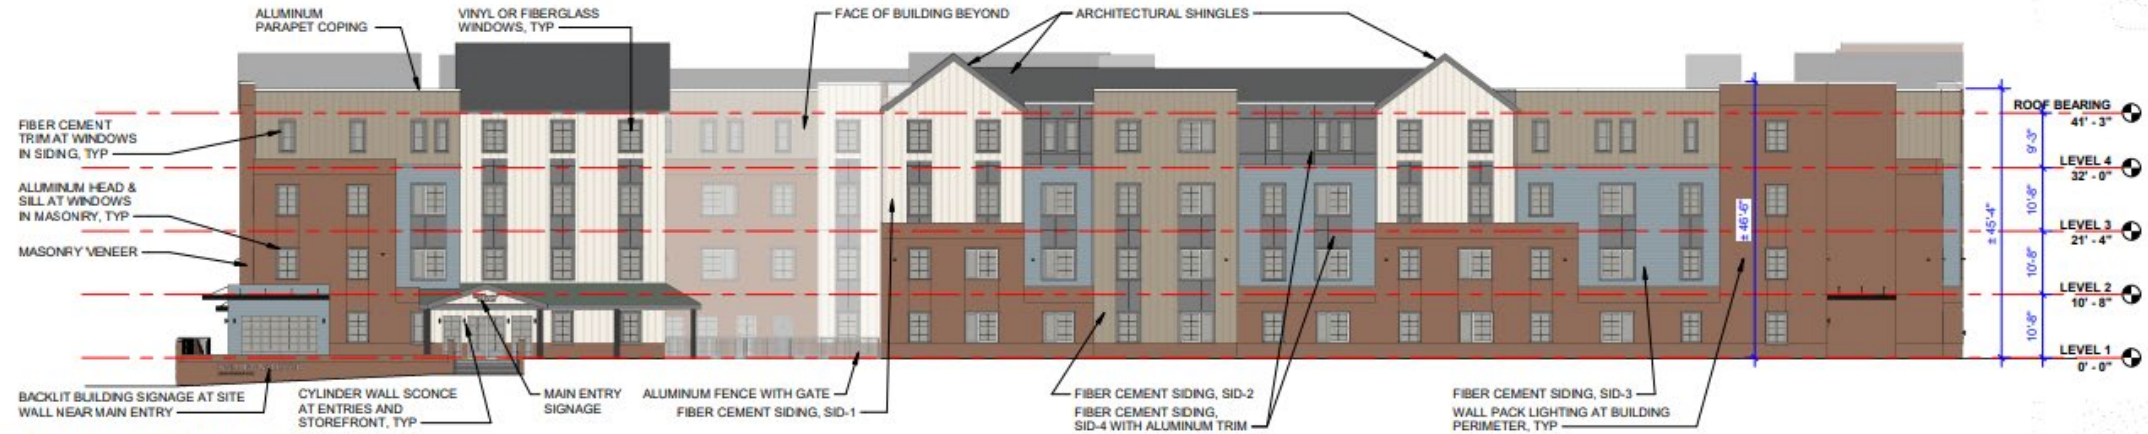 ALUMINUM
PARAPET COPING
VINYL OR FIBERGLASS
WINDOWS, TYP
FACE OF BUILDING BEYOND
ARCHITECTURAL SHINGLES
FIBER CEMENT
TRIM AT WINDOWS
IN SIDING, TYP
ALUMINUM HEAD &
SILL AT WINDOWS
IN MASONRY, TYP
MASONRY VENEER
BACKLIT BUILDING SIGNAGE AT SITE
WALL NEAR MAIN ENTRY
CYLINDER WALL SCONCE
AT ENTRIES AND
STOREFRONT, TYP
MAIN ENTRY
SIGNAGE
ALUMINUM FENCE WITH GATE
FIBER CEMENT SIDING, SID-1
FIBER CEMENT SIDING, SID-2
FIBER CEMENT SIDING,
SID-4 WITH ALUMINUM TRIM
FIBER CEMENT SIDING, SID-3
WALL PACK LIGHTING AT BUILDING
PERIMETER, TYP
± 46'-6"
± 45'-4"
9'-3"
10'-8"
10'-8"
10'-8"
ROOF BEARING
41' - 3"
LEVEL 4
32' - 0"
LEVEL 3
21' - 4"
LEVEL 2
10' - 8"
LEVEL 1
0' - 0"